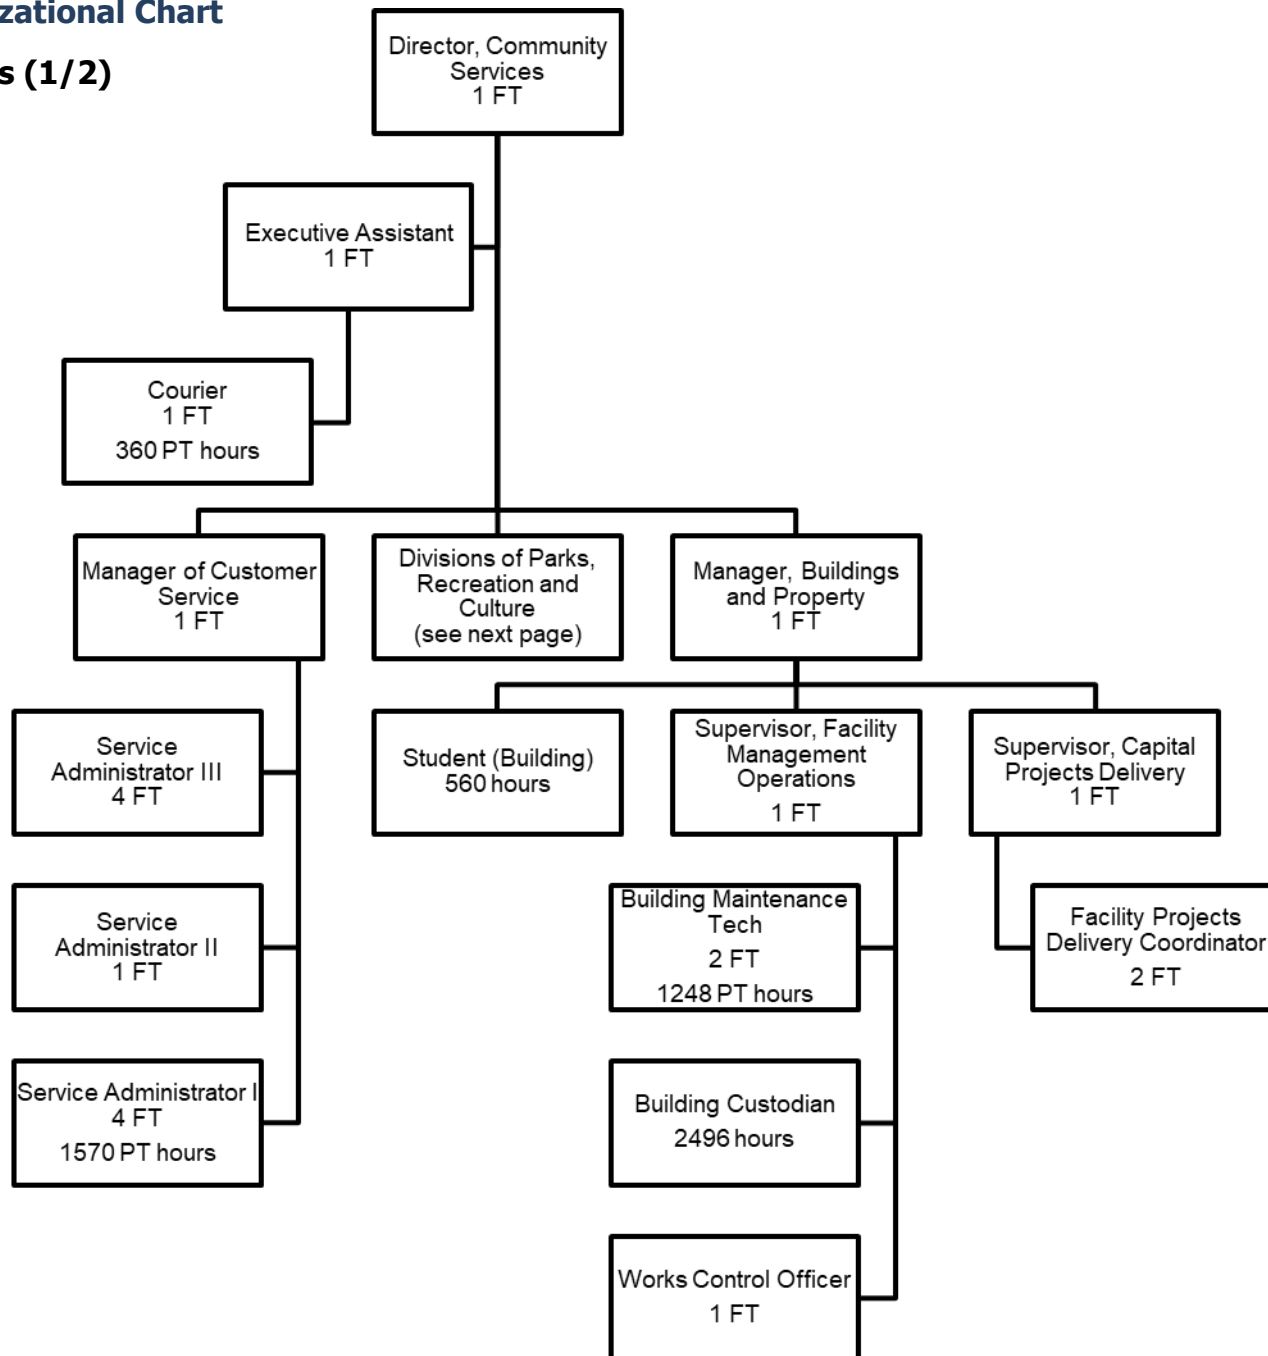 zational Chart
s (1/2)
Director, Community
Services
1 FT
Executive Assistant
1 FT
Courier
1 FT
360 PT hours
Manager of Customer
Service
1 FT
Divisions of Parks,
Recreation and
Culture
(see next page)
Manager, Buildings
and Property
1 FT
Service
Administrator III
4 FT
Student (Building)
560 hours
Supervisor, Facility
Management
Operations
1 FT
Supervisor, Capital
Projects Delivery
1 FT
Service
Administrator II
1 FT
Building Maintenance
Tech
2 FT
1248 PT hours
Facility Projects
Delivery Coordinator
2 FT
Service Administrator I
4 FT
1570 PT hours
Building Custodian
2496 hours
Works Control Officer
1 FT